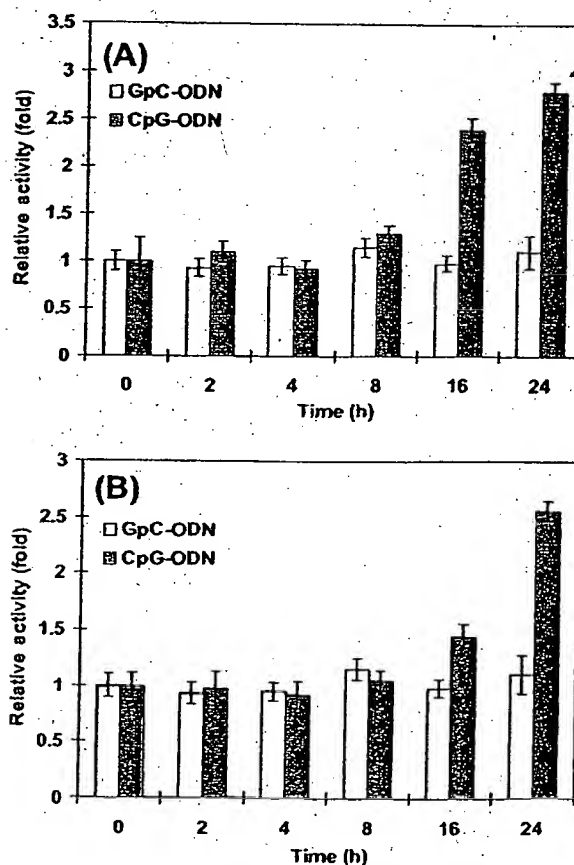 (A)
GpC-ODN
CpG-ODN
Relative activity (fold)
3.5
3
2.5
2
1.5
1
0.5
0
0 2 4 8 16 24
Time (h)
(B)
GpC-ODN
CpG-ODN
Relative activity (fold)
3
2.5
2
1.5
1
0.5
0
0 2 4 8 16 24
Time (h)